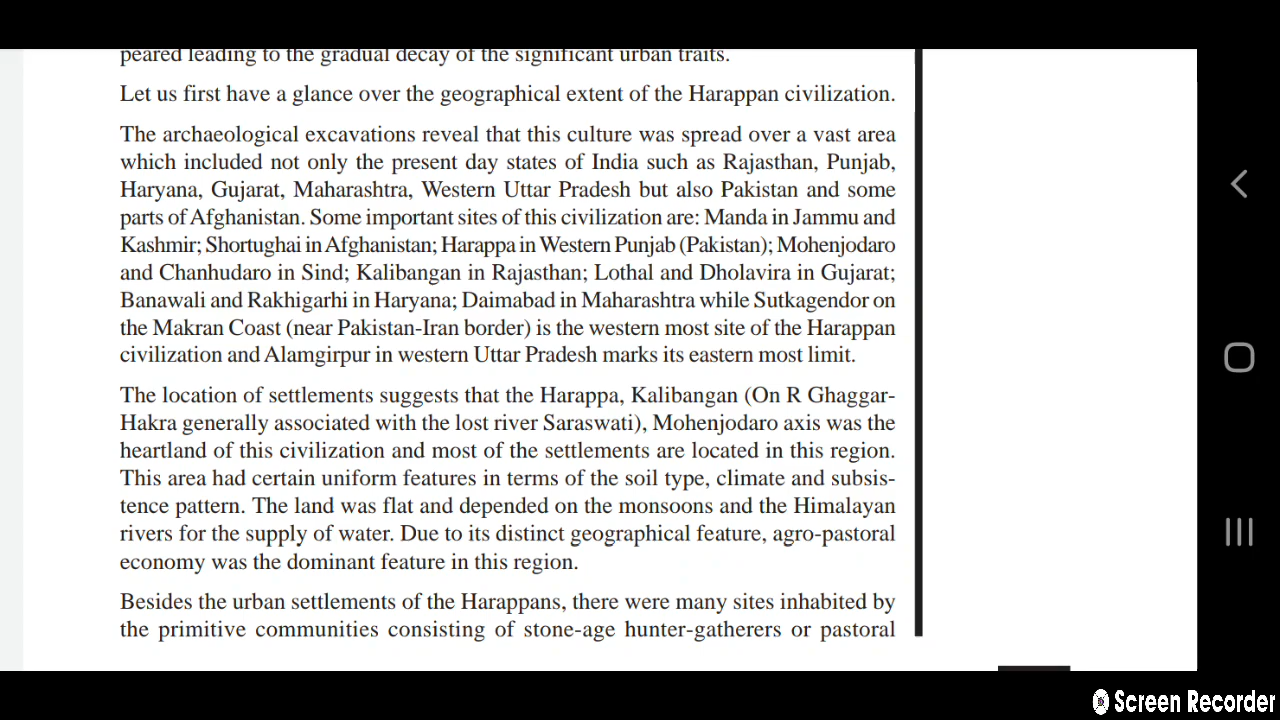 peared leading to the gradual decay of the significant urban traits.
Let us first have a glance over the geographical extent of the Harappan civilization.
The archaeological excavations reveal that this culture was spread over a vast area
which included not only the present day states of India such as Rajasthan, Punjab,
Haryana, Gujarat, Maharashtra, Western Uttar Pradesh but also Pakistan and some
parts of Afghanistan. Some important sites of this civilization are: Manda in Jammu and
Kashmir; Shortughai in Afghanistan; Harappa in Western Punjab (Pakistan); Mohenjodaro
and Chanhudaro in Sind; Kalibangan in Rajasthan; Lothal and Dholavira in Gujarat;
Banawali and Rakhigarhi in Haryana; Daimabad in Maharashtra while Sutkagendor on
the Makran Coast (near Pakistan-Iran border) is the western most site of the Harappan
civilization and Alamgirpur in western Uttar Pradesh marks its eastern most limit.
The location of settlements suggests that the Harappa, Kalibangan (On R Ghaggar-
Hakra generally associated with the lost river Saraswati), Mohenjodaro axis was the
heartland of this civilization and most of the settlements are located in this region.
This area had certain uniform features in terms of the soil type, climate and subsis-
tence pattern. The land was flat and depended on the monsoons and the Himalayan
rivers for the supply of water. Due to its distinct geographical feature, agro-pastoral
economy was the dominant feature in this region.
Besides the urban settlements of the Harappans, there were many sites inhabited by
the primitive communities consisting of stone-age hunter-gatherers or pastoral
Screen Recorder